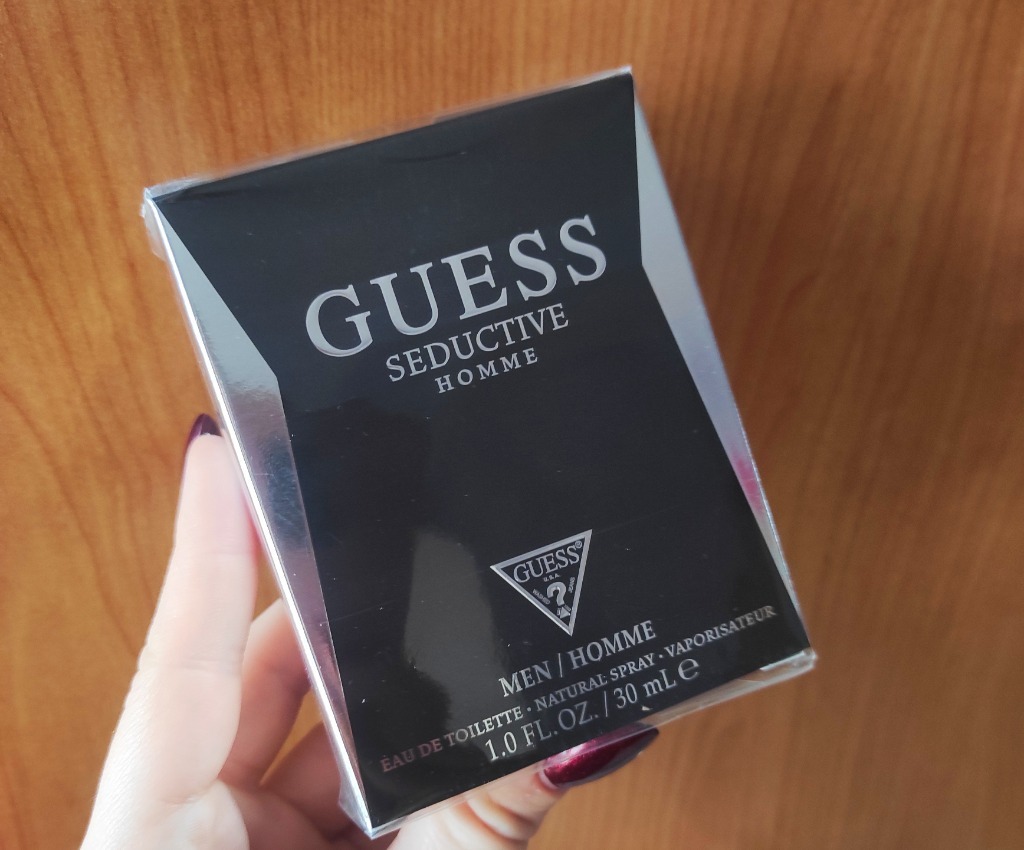 GUESS
SEDUCTIVE
HOMME
GUESS®
U.S.A.
?
MEN / HOMME
EAU DE TOILETTE • NATURAL SPRAY • VAPORISATEUR
1.0 FL. OZ. / 30 mL ℮